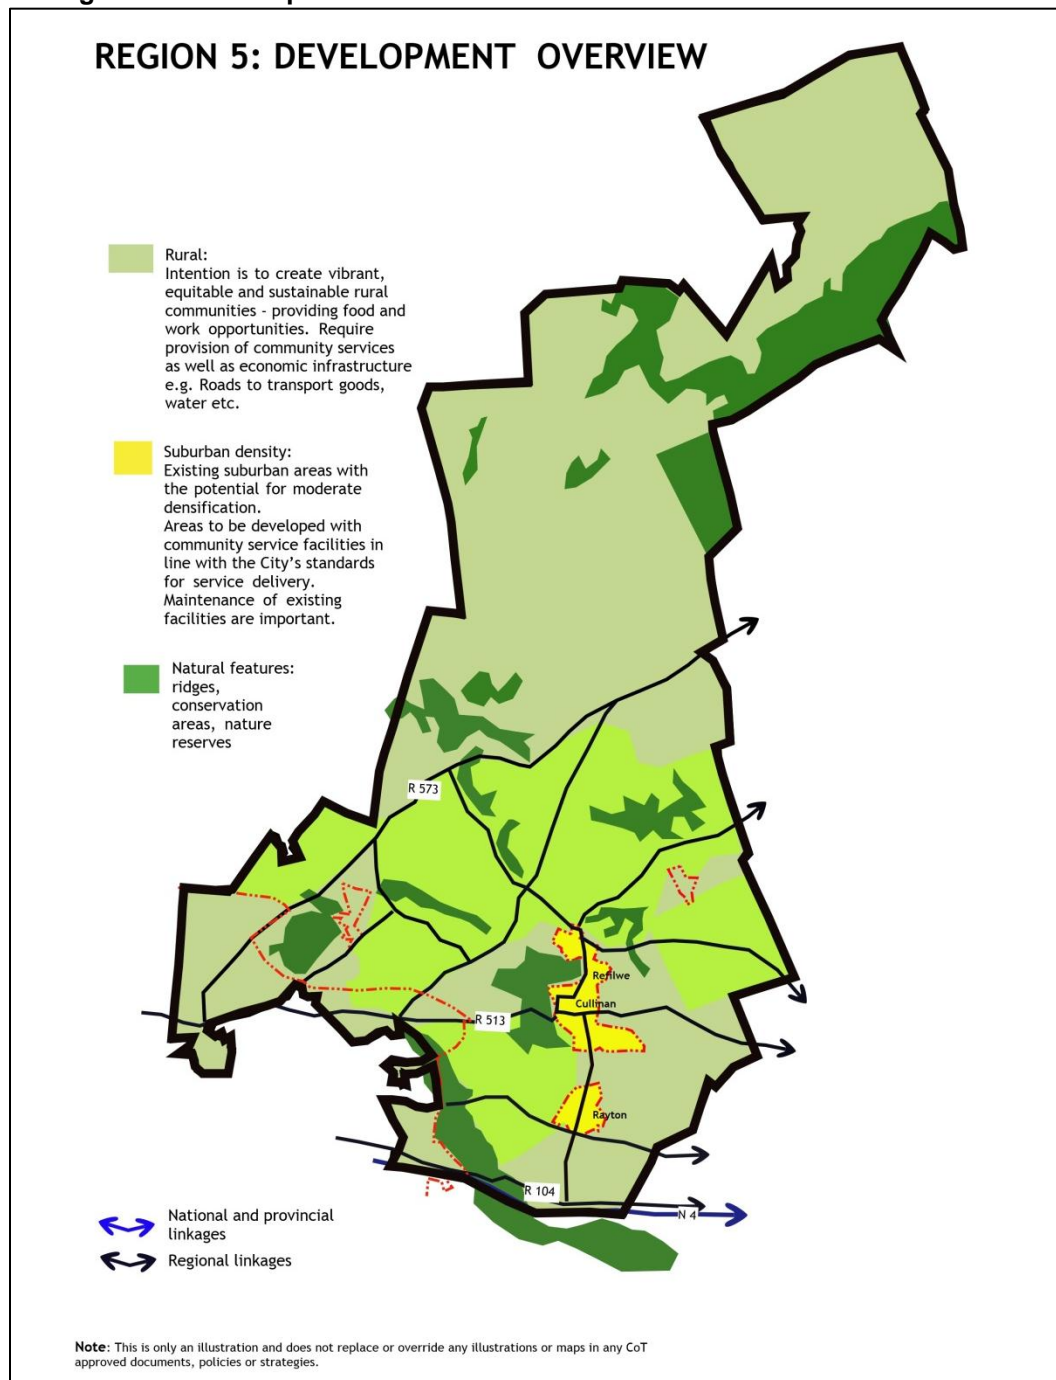 REGION 5: DEVELOPMENT OVERVIEW
Rural:
Intention is to create vibrant,
equitable and sustainable rural
communities - providing food and
work opportunities. Require
provision of community services
as well as economic infrastructure
e.g. Roads to transport goods,
water etc.
Suburban density:
Existing suburban areas with
the potential for moderate
densification.
Areas to be developed with
community service facilities in
line with the City's standards
for service delivery.
Maintenance of existing
facilities are important.
Natural features:
ridges,
conservation
areas, nature
reserves
R 573
Refilwe
Cullinan
R 513
Rayton
R 104
N 4
National and provincial
linkages
Regional linkages
Note: This is only an illustration and does not replace or override any illustrations or maps in any CoT
approved documents, policies or strategies.